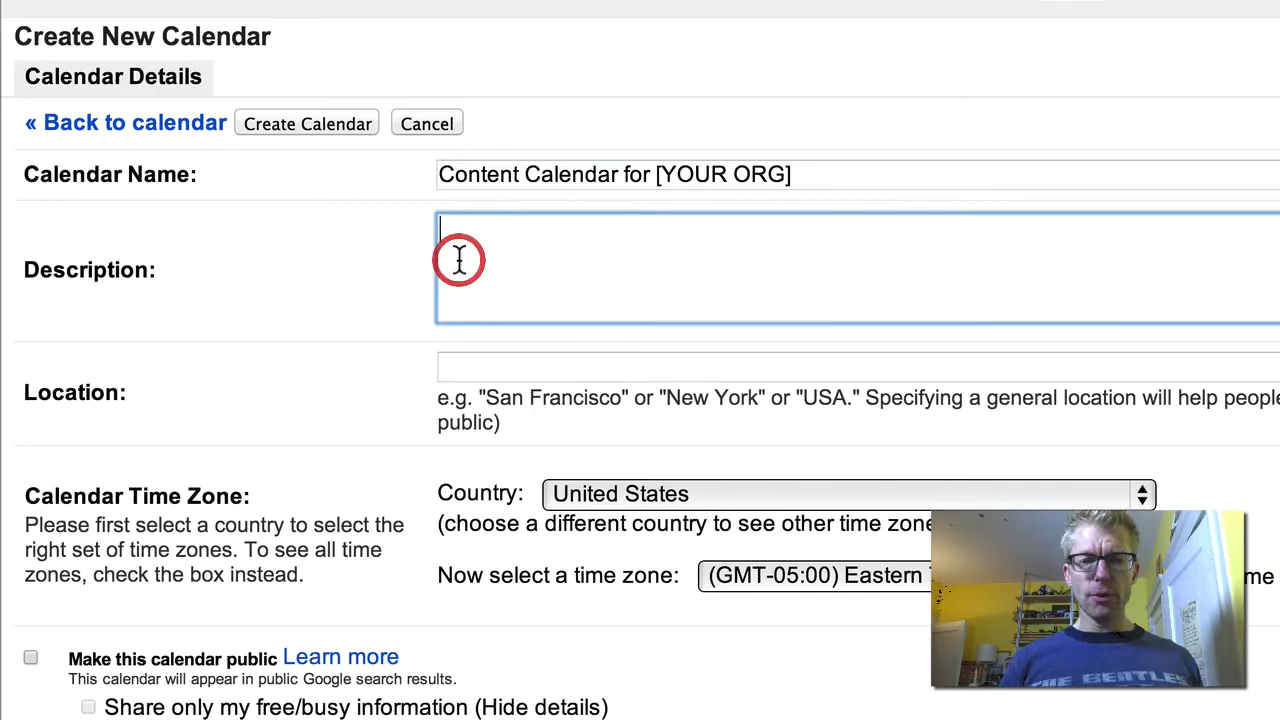 Create New Calendar
Calendar Details
« Back to calendar Create Calendar Cancel
Calendar Name: Content Calendar for [YOUR ORG]
Description:
Location:
e.g. "San Francisco" or "New York" or "USA." Specifying a general location will help people
public)
Calendar Time Zone:
Please first select a country to select the
right set of time zones. To see all time
zones, check the box instead.
Country: United States
(choose a different country to see other time zone
Now select a time zone: (GMT-05:00) Eastern
me
Make this calendar public Learn more
This calendar will appear in public Google search results.
Share only my free/busy information (Hide details)
THE BEATLES